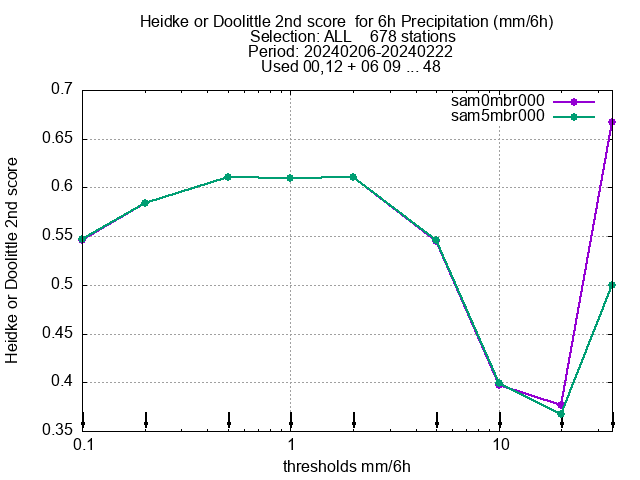 Heidke or Doolittle 2nd score  for 6h Precipitation (mm/6h)
Selection: ALL    678 stations
Period: 20240206-20240222
Used 00,12 + 06 09 ... 48
sam0mbr000
sam5mbr000
0.7
0.65
0.6
0.55
0.5
0.45
0.4
0.35
Heidke or Doolittle 2nd score
0.1
1
10
thresholds mm/6h